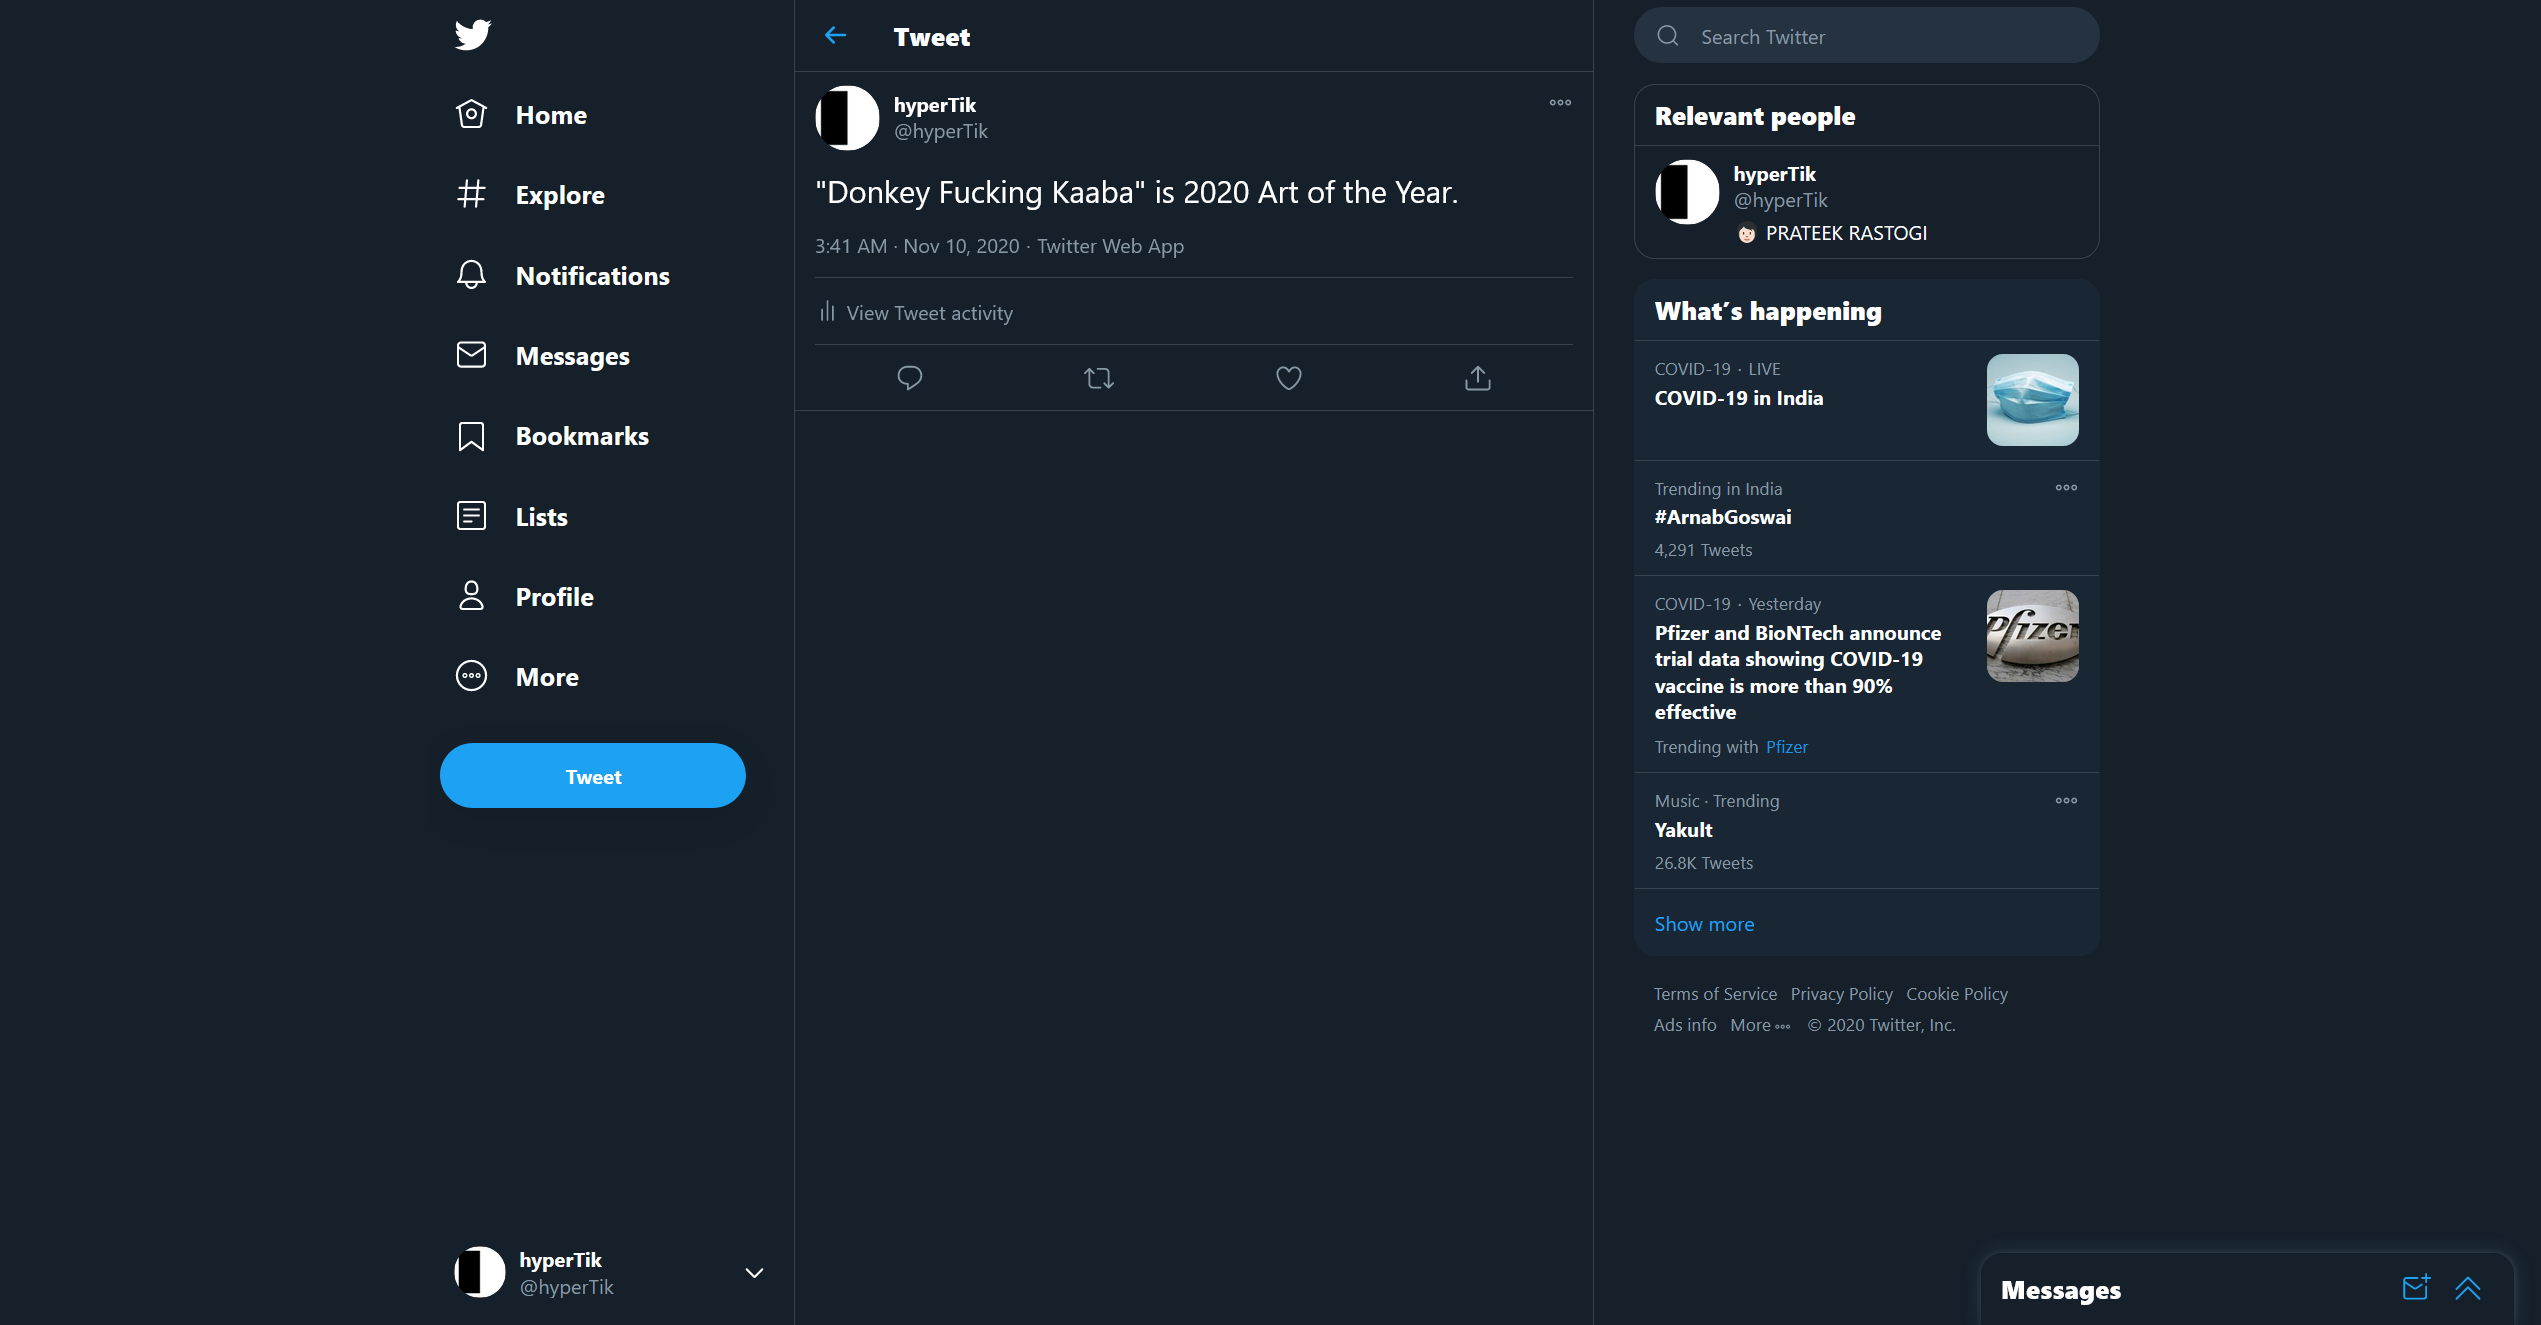 Home
Explore
Notifications
Messages
Bookmarks
Lists
Profile
More
Tweet
hyperTik
@hyperTik
Tweet
hyperTik
@hyperTik
"Donkey Fucking Kaaba" is 2020 Art of the Year.
3:41 AM · Nov 10, 2020 · Twitter Web App
View Tweet activity
Search Twitter
Relevant people
hyperTik
@hyperTik
PRATEEK RASTOGI
What's happening
COVID-19 · LIVE
COVID-19 in India
Trending in India
#ArnabGoswai
4,291 Tweets
COVID-19 · Yesterday
Pfizer and BioNTech announce
trial data showing COVID-19
vaccine is more than 90%
effective
Pfizer
Trending with Pfizer
Music · Trending
Yakult
26.8K Tweets
Show more
Terms of Service Privacy Policy Cookie Policy
Ads info More © 2020 Twitter, Inc.
Messages